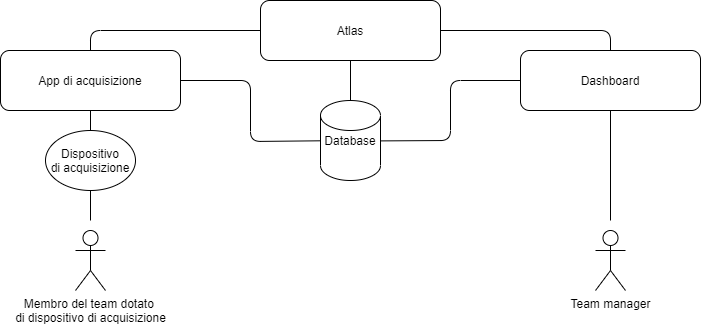 Atlas
App di acquisizione
Dashboard
Database
Dispositivo
di acquisizione
Membro del team dotato
di dispositivo di acquisizione
Team manager